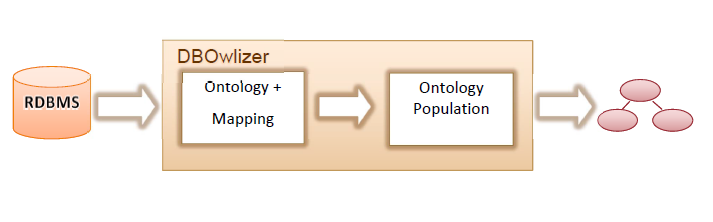 DBOwlizer
RDBMS
Ontology +
Mapping
Ontology
Population